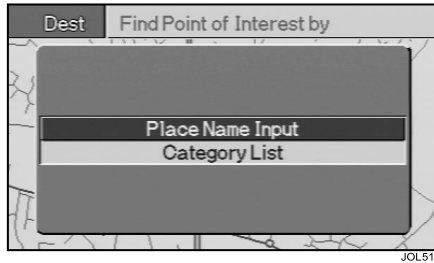 Dest Find Point of Interest by
Place Name Input
Category List
JOL51